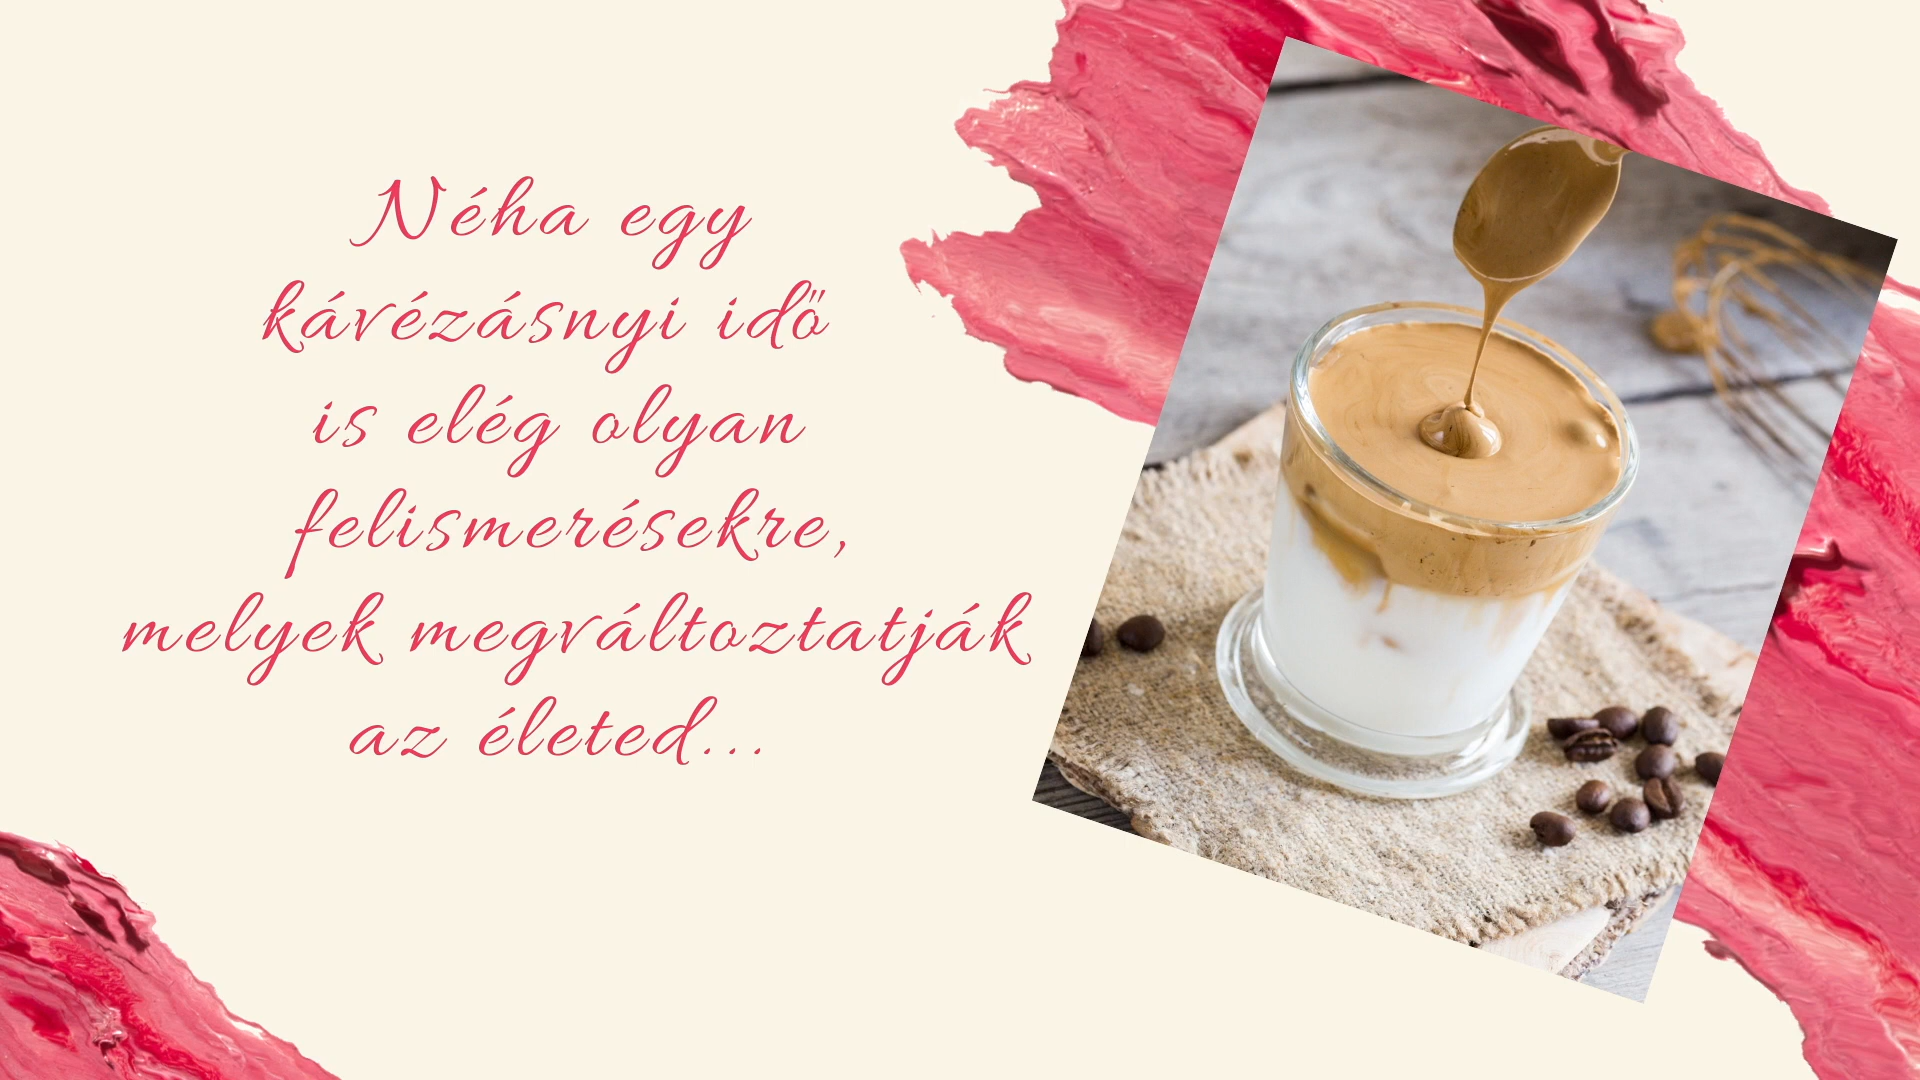 Néha egy
kávézásnyi idő
is elég olyan
felismerésekre,
melyek megváltoztatják
az életed...